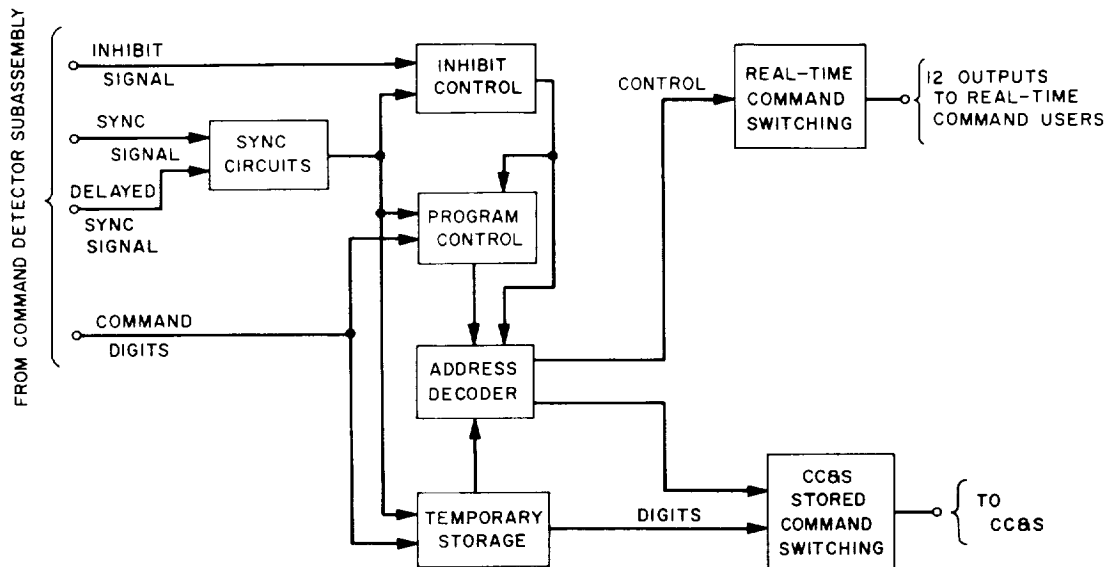 FROM COMMAND DETECTOR SUBASSEMBLY
INHIBIT
SIGNAL
SYNC
SIGNAL
DELAYED
SYNC
SIGNAL
COMMAND
DIGITS
SYNC
CIRCUITS
INHIBIT
CONTROL
PROGRAM
CONTROL
ADDRESS
DECODER
TEMPORARY
STORAGE
CONTROL
REAL-TIME
COMMAND
SWITCHING
12 OUTPUTS
TO REAL-TIME
COMMAND USERS
DIGITS
CC&S
STORED
COMMAND
SWITCHING
TO
CC&S